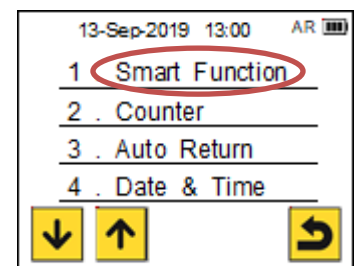 13-Sep-2019 13:00 AR
1 Smart Function
2 . Counter
3 . Auto Return
4 . Date & Time